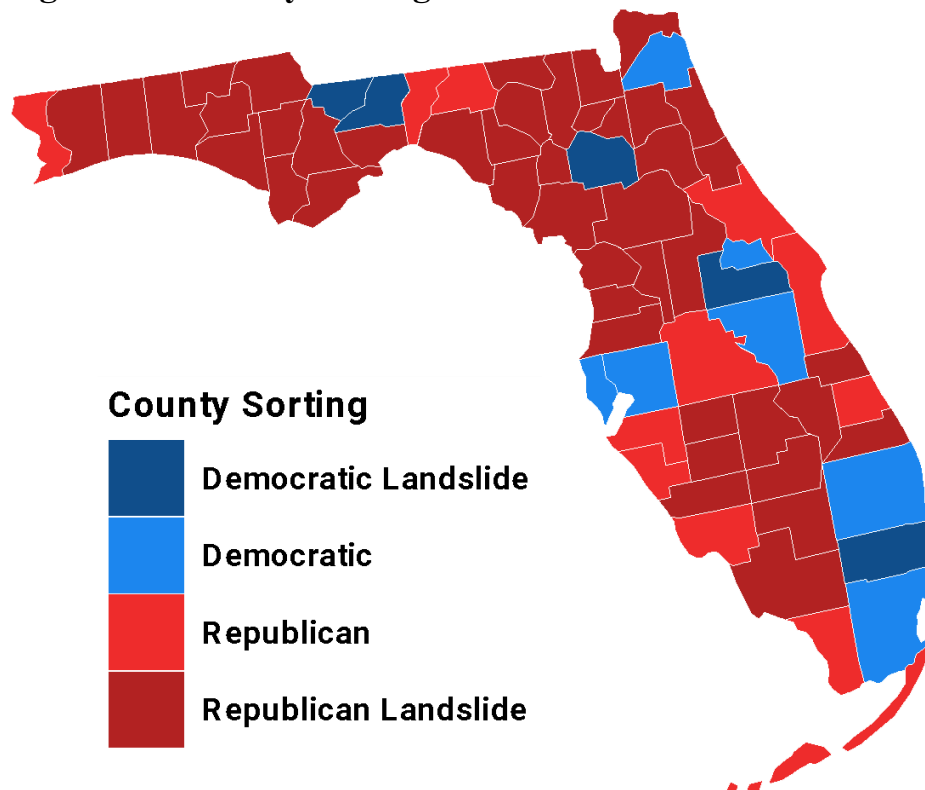 County Sorting
Democratic Landslide
Democratic
Republican
Republican Landslide